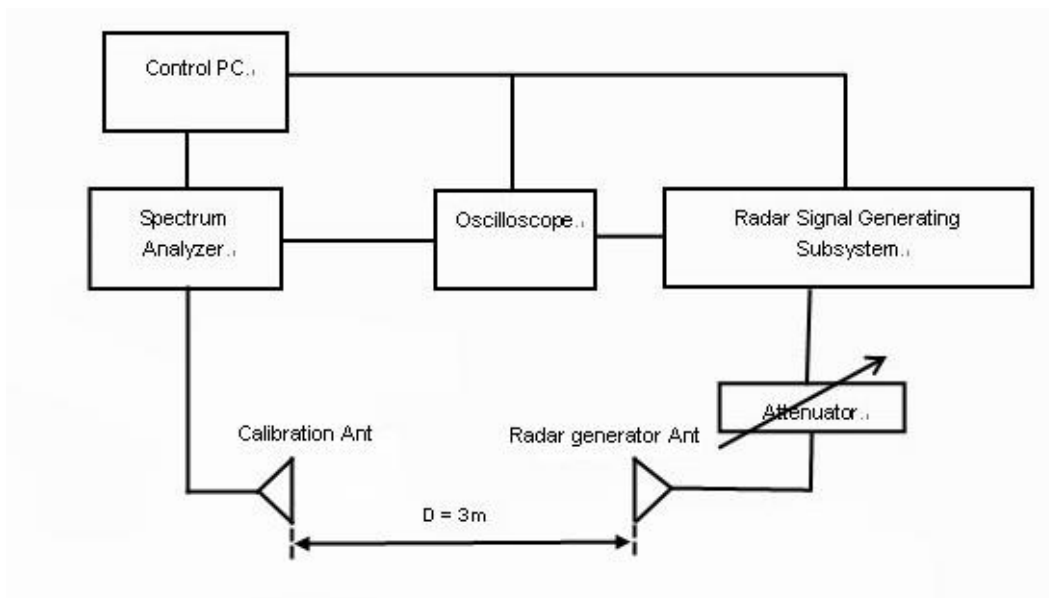 Control PC.
Spectrum
Analyzer.
Oscilloscope.
Radar Signal Generating
Subsystem.
Attenuator.
Calibration Ant
Radar generator Ant
D = 3m